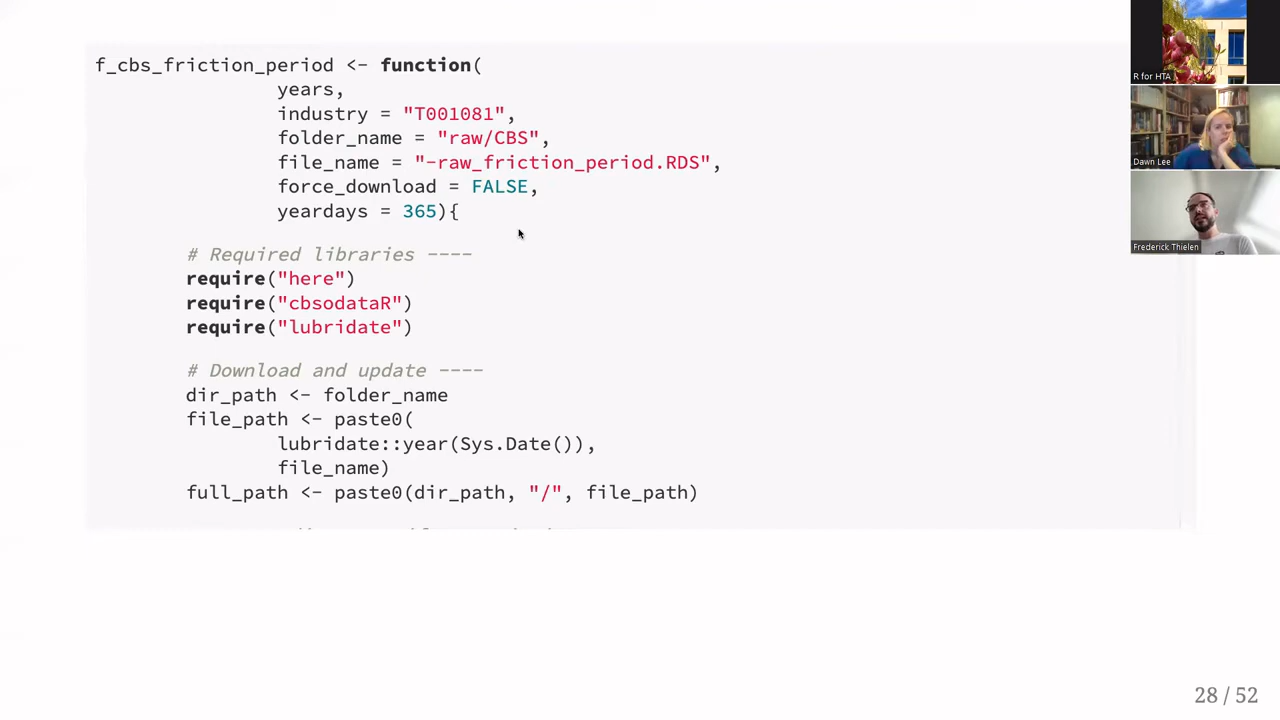 f_cbs_friction_period <- function(
years,
industry = "T001081",
folder_name = "raw/CBS",
file_name = "-raw_friction_period.RDS",
force_download = FALSE,
yeardays = 365){
# Required libraries ----
require("here")
require("cbsodataR")
require("lubridate")
# Download and update ----
dir_path <- folder_name
file_path <- paste0(
lubridate::year(Sys.Date()),
file_name)
full_path <- paste0(dir_path, "/", file_path)
R for HTA
Dawn Lee
Frederick Thielen
28 / 52